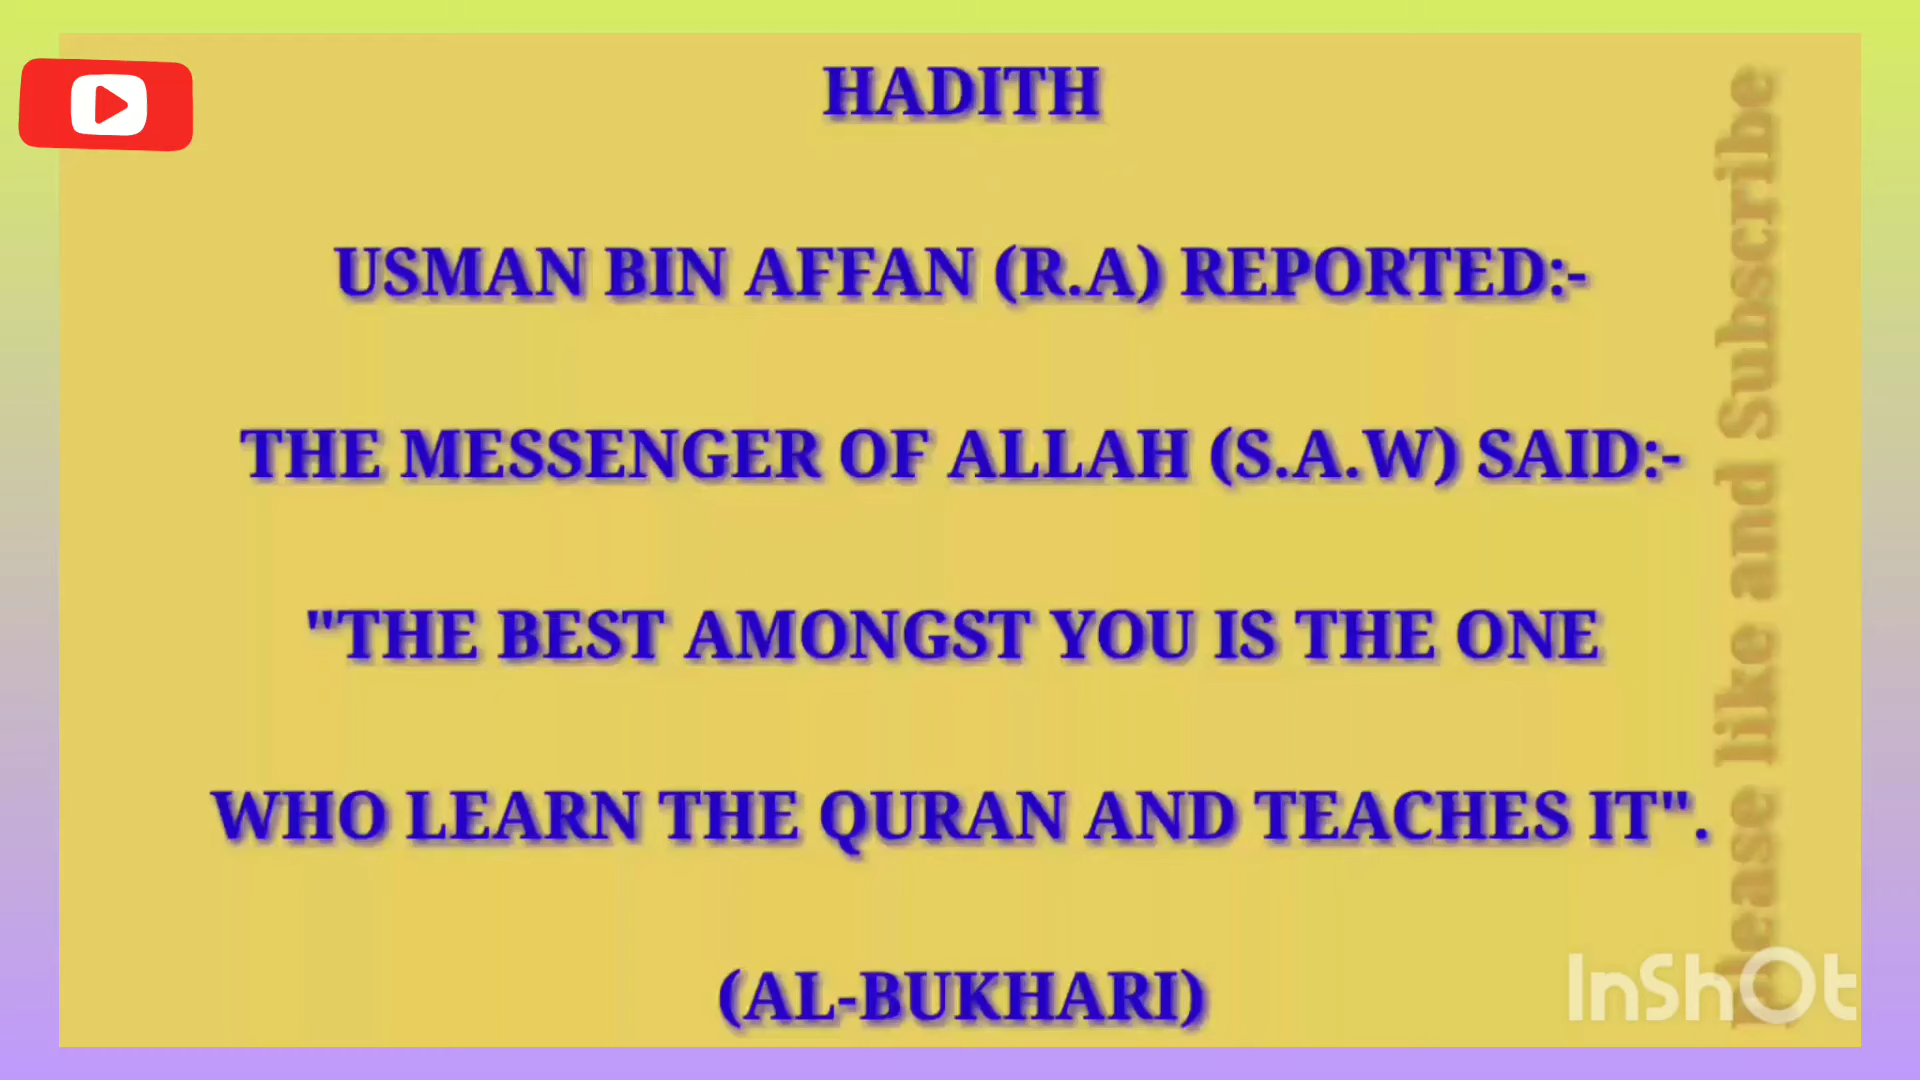 HADITH
USMAN BIN AFFAN (R.A) REPORTED:-
THE MESSENGER OF ALLAH (S.A.W) SAID:-
"THE BEST AMONGST YOU IS THE ONE
WHO LEARN THE QURAN AND TEACHES IT".
(AL-BUKHARI)
Please like and Subscribe
InShOt